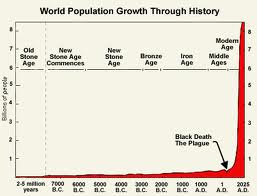 World Population Growth Through History
8
7
6
5
4
3
2
1
Billions of people
Old
Stone
Age
New
Stone Age
Commences
New
Stone
Age
Bronze
Age
Iron
Age
Middle
Ages
Modern
Age
Black Death
The Plague
2-5 million
years
7000
B.C.
6000
B.C.
5000
B.C.
4000
B.C.
3000
B.C.
2000
B.C.
1000
B.C.
1
A.D.
1000
A.D.
2025
A.D.